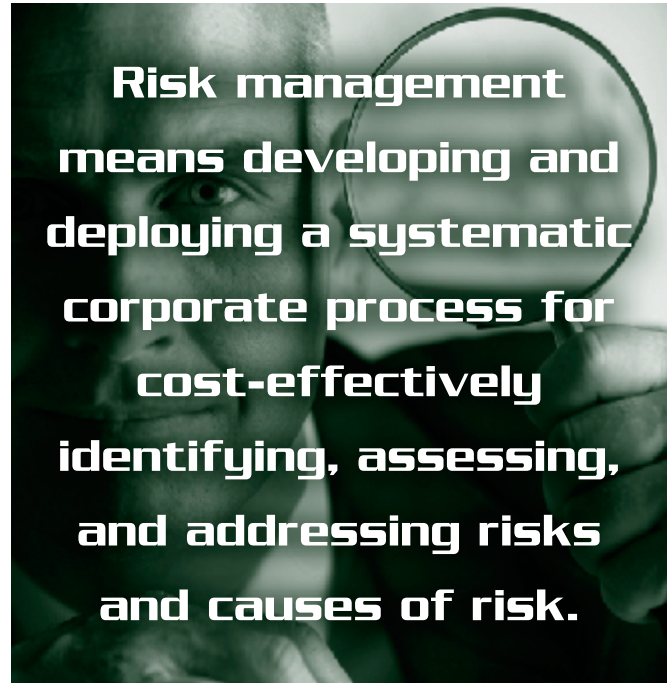 Risk management
means developing and
deploying a systematic
corporate process for
cost-effectively
identifying, assessing,
and addressing risks
and causes of risk.